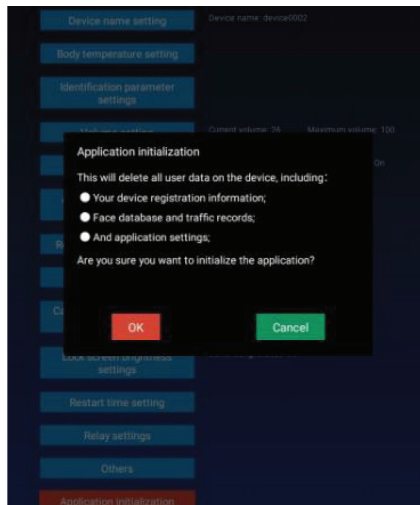 Device name setting
Device name: device0002
Body temperature setting
Identification parameter
settings
Volume setting
Current volume: 26
Maximum volume: 100
Application initialization
This will delete all user data on the device, including:
Your device registration information;
Face database and traffic records;
And application settings;
Are you sure you want to initialize the application?
OK
Cancel
Lock screen brightness
settings
Restart time setting
Relay settings
Others
Application initialization